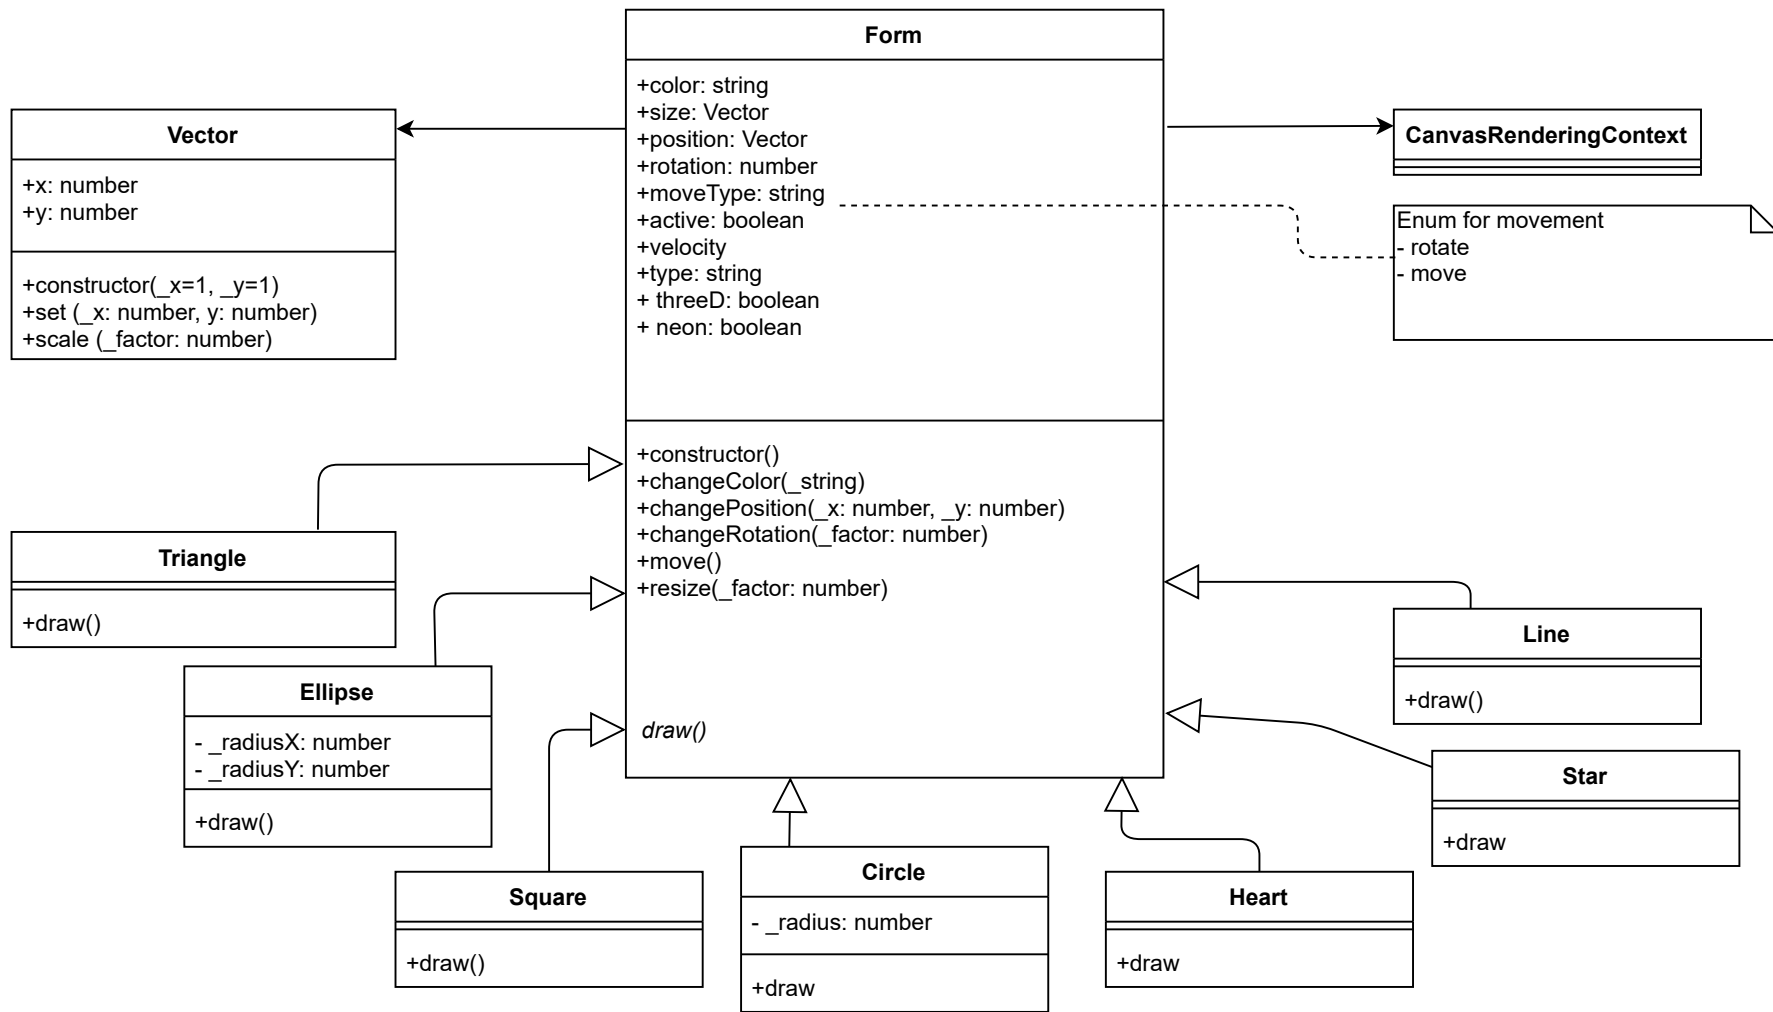 Form
+color: string
+size: Vector
+position: Vector
+rotation: number
+moveType: string
+active: boolean
+velocity
+type: string
+ threeD: boolean
+ neon: boolean
+constructor()
+changeColor(_string)
+changePosition(_x: number, _y: number)
+changeRotation(_factor: number)
+move()
+resize(_factor: number)
draw()
Vector
+x: number
+y: number
+constructor(_x=1, _y=1)
+set (_x: number, y: number)
+scale (_factor: number)
CanvasRenderingContext
Enum for movement
- rotate
- move
Triangle
+draw()
Ellipse
- _radiusX: number
- _radiusY: number
+draw()
Square
+draw()
Circle
- _radius: number
+draw
Heart
+draw
Star
+draw
Line
+draw()